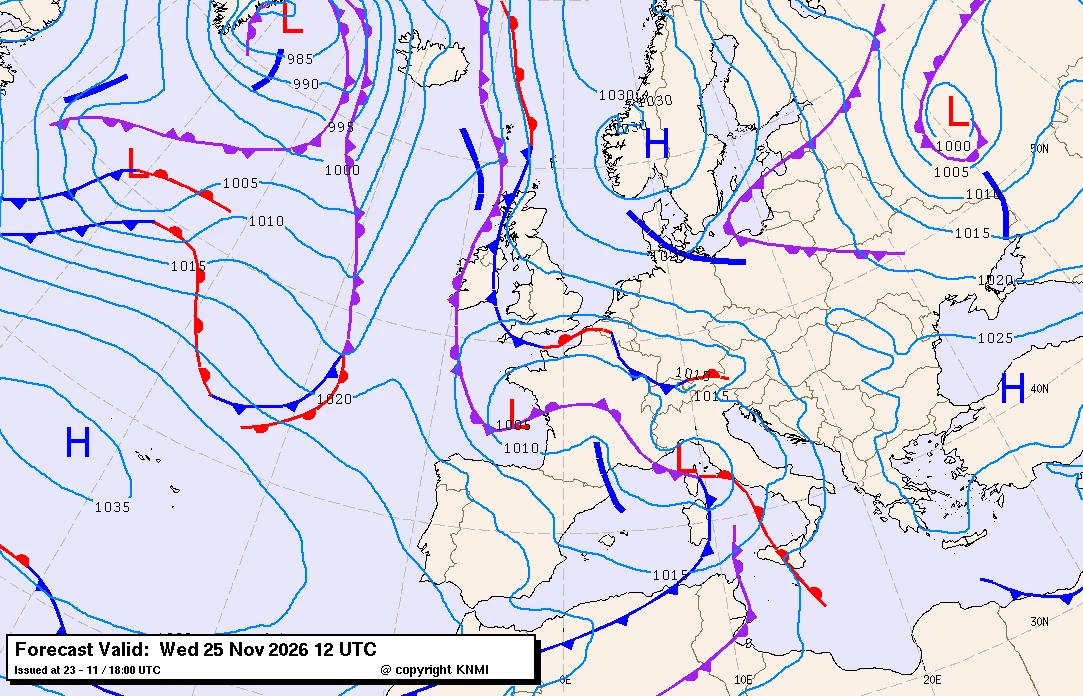 L
985
990
995
1000
1005
1010
L
1015
1020
H
1035
1030
1030
H
L
1000
1005
1010
1015
1020
1025
H
50N
40N
30N
L
1005
1010
1015
L
1015
10E
20E
Forecast Valid: Wed 25 Nov 2026 12 UTC
Issued at 23 - 11 / 18:00 UTC @ copyright KNMI